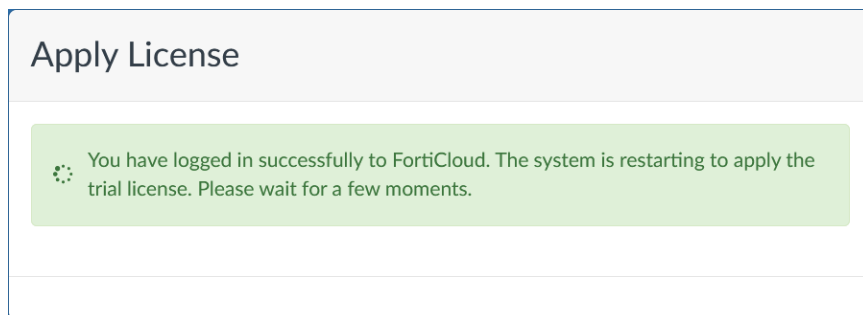 Apply License
You have logged in successfully to FortiCloud. The system is restarting to apply the
trial license. Please wait for a few moments.